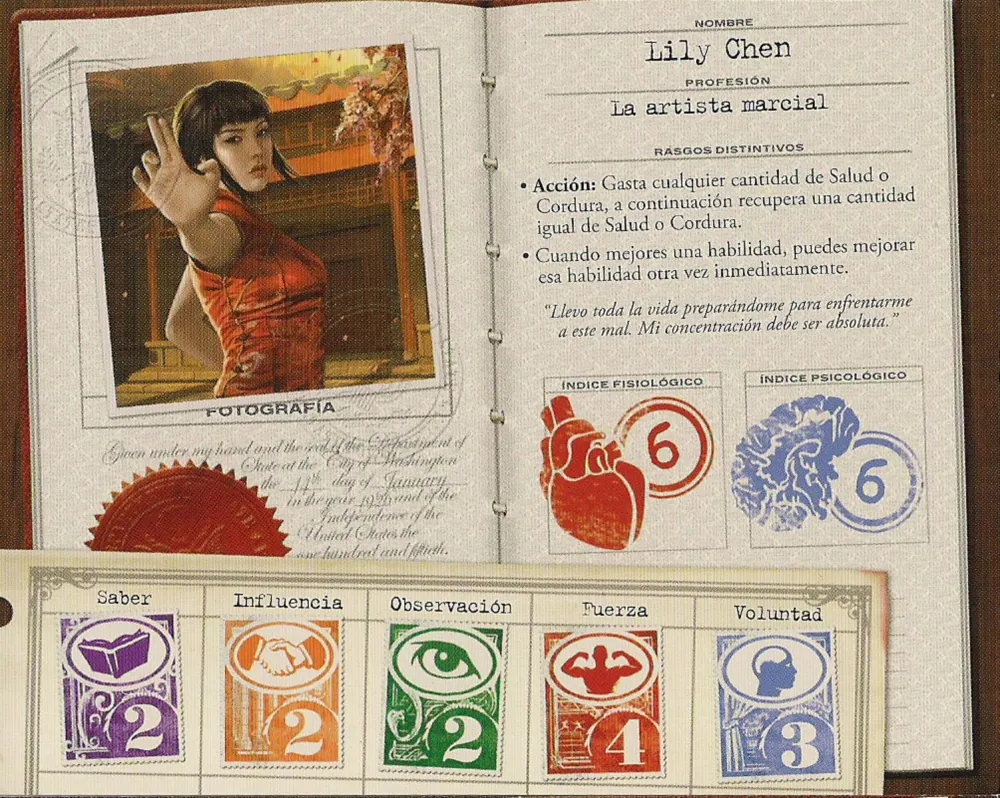 NOMBRE
Lily Chen
PROFESIÓN
La artista marcial
RASGOS DISTINTIVOS
• Acción: Gasta cualquier cantidad de Salud o
Cordura, a continuación recupera una cantidad
igual de Salud o Cordura.
• Cuando mejores una habilidad, puedes mejorar
esa habilidad otra vez inmediatamente.
“Llevo toda la vida preparándome para enfrentarme
a este mal. Mi concentración debe ser absoluta.”
ÍNDICE FISIOLÓGICO
6
ÍNDICE PSICOLÓGICO
6
FOTOGRAFÍA
Given under my hand and the seal of the Department of
State at the City of Washington
the 11th day of January
in the year 1926 and of the
Independence of the
United States the
one hundred and fiftieth.
Saber
Influencia
Observación
Fuerza
Voluntad
2
2
2
4
3